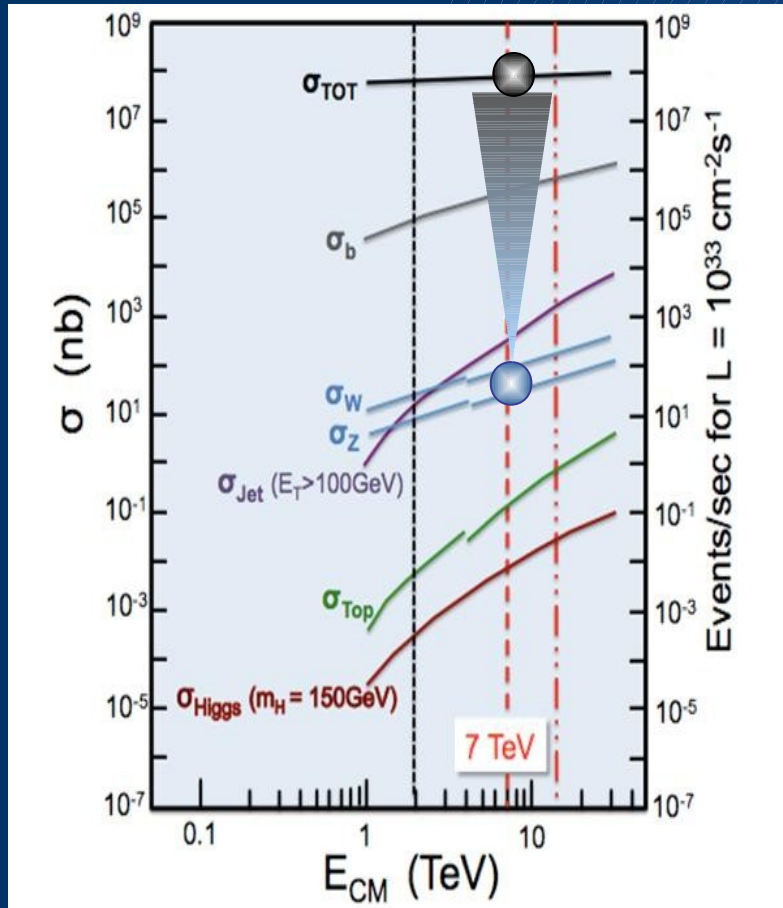 10⁹
10⁷
10⁵
10³
10¹
10⁻¹
10⁻³
10⁻⁵
10⁻⁷
σ (nb)
σTOT
σb
σW
σZ
σJet (ET>100GeV)
σTop
σHiggs (mH = 150GeV)
7 TeV
10⁹
10⁷
10⁵
10³
10¹
10⁻¹
10⁻³
10⁻⁵
10⁻⁷
Events/sec for L = 10³³ cm⁻²s⁻¹
0.1
1
10
ECM (TeV)